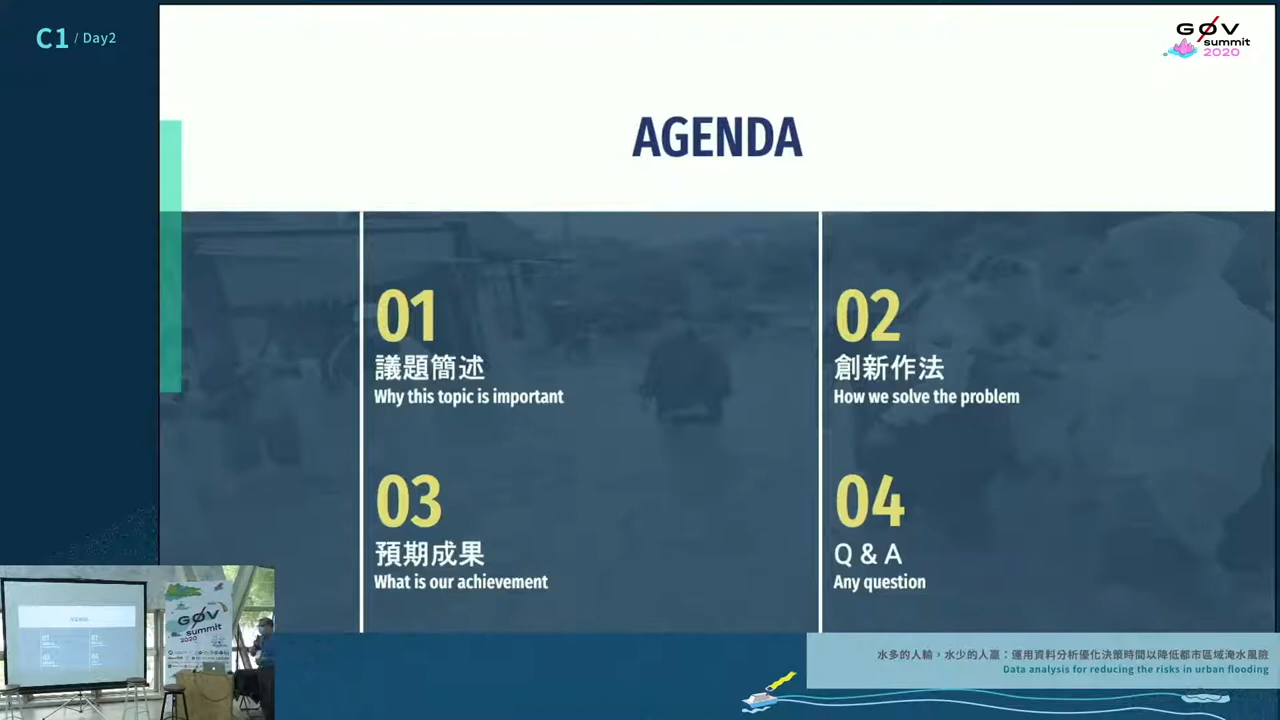 C1 / Day2
GØV
summit
2020
AGENDA
01
議題簡述
Why this topic is important
02
創新作法
How we solve the problem
03
預期成果
What is our achievement
04
Q & A
Any question
GØV
summit
2020
水多的人輸，水少的人贏：運用資料分析優化決策時間以降低都市區域淹水風險
Data analysis for reducing the risks in urban flooding